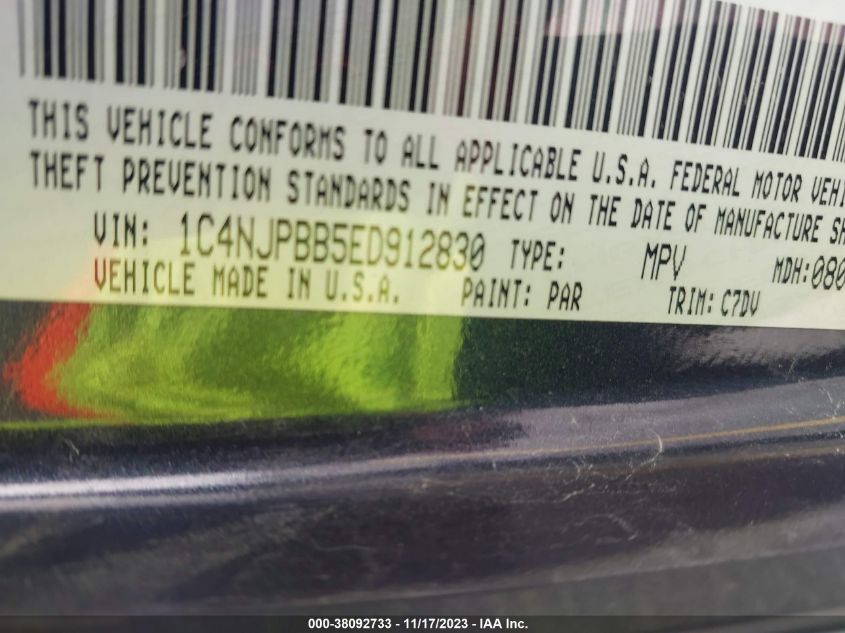 THIS VEHICLE CONFORMS TO ALL APPLICABLE U.S.A. FEDERAL MOTOR VEHI
THEFT PREVENTION STANDARDS IN EFFECT ON THE DATE OF MANUFACTURE SH
VIN: 1C4NJPBB5ED912830 TYPE: MPV MDH:080
VEHICLE MADE IN U.S.A. PAINT: PAR TRIM: C7DV
000-38092733 - 11/17/2023 - IAA Inc.